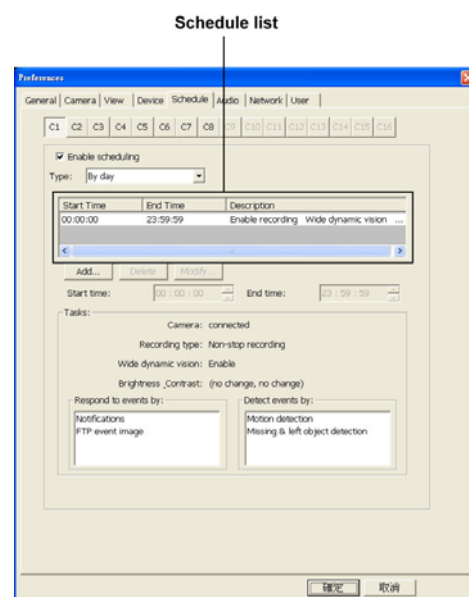 Schedule list
Preferences
General Camera View Device Schedule Audio Network User
C1 C2 C3 C4 C5 C6 C7 C8 C9 C10 C11 C12 C13 C14 C15 C16
Enable scheduling
Type: By day
Start Time End Time Description
00:00:00 23:59:59 Enable recording Wide dynamic vision ...
Add... Delete Modify...
Start time: 00 : 00 : 00 End time: 23 : 59 : 59
Tasks:
Camera: connected
Recording type: Non-stop recording
Wide dynamic vision: Enable
Brightness ,Contrast: (no change, no change)
Respond to events by: Detect events by:
Notifications Motion detection
FTP event image Missing & left object detection
確定 取消